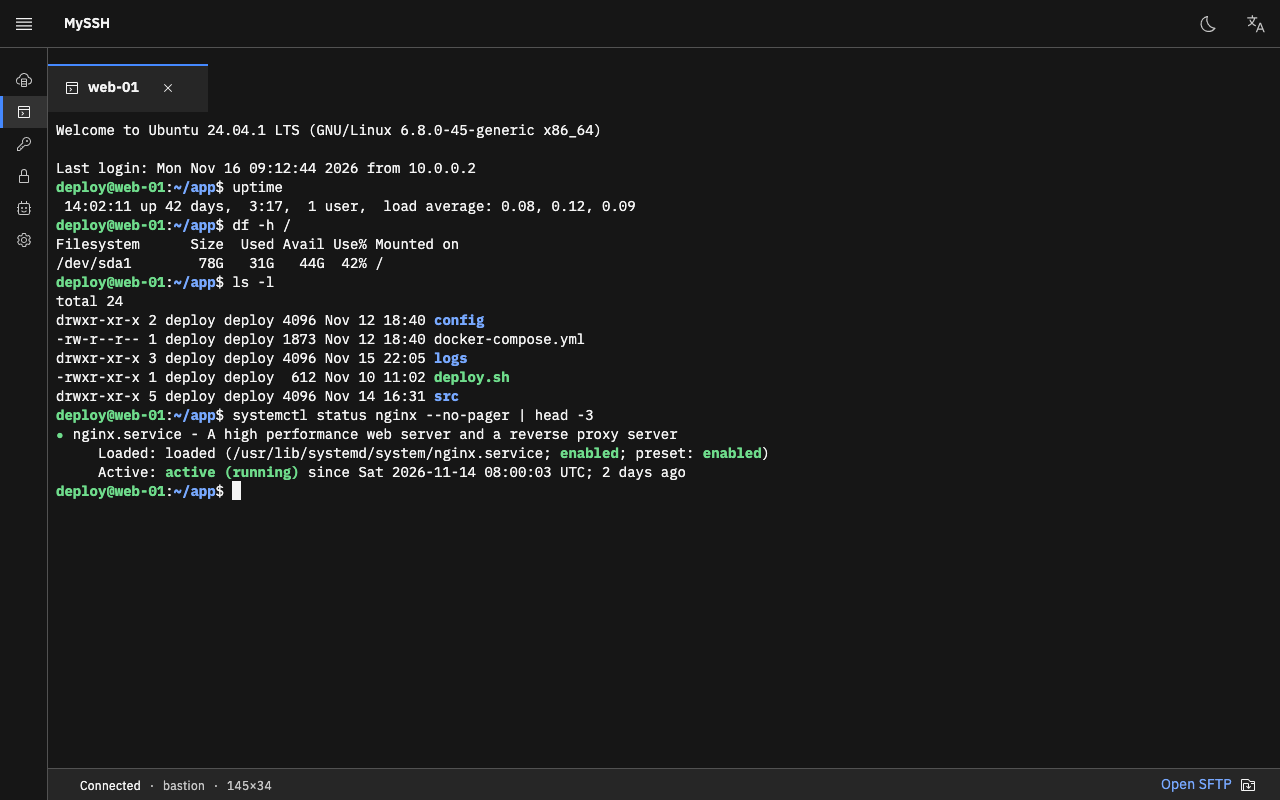 MySSH
web-01
Welcome to Ubuntu 24.04.1 LTS (GNU/Linux 6.8.0-45-generic x86_64)
Last login: Mon Nov 16 09:12:44 2026 from 10.0.0.2
deploy@web-01:~/app$ uptime
 14:02:11 up 42 days,  3:17,  1 user,  load average: 0.08, 0.12, 0.09
deploy@web-01:~/app$ df -h /
Filesystem      Size  Used Avail Use% Mounted on
/dev/sda1        78G   31G   44G  42% /
deploy@web-01:~/app$ ls -l
total 24
drwxr-xr-x 2 deploy deploy 4096 Nov 12 18:40 config
-rw-r--r-- 1 deploy deploy 1873 Nov 12 18:40 docker-compose.yml
drwxr-xr-x 3 deploy deploy 4096 Nov 15 22:05 logs
-rwxr-xr-x 1 deploy deploy  612 Nov 10 11:02 deploy.sh
drwxr-xr-x 5 deploy deploy 4096 Nov 14 16:31 src
deploy@web-01:~/app$ systemctl status nginx --no-pager | head -3
● nginx.service - A high performance web server and a reverse proxy server
     Loaded: loaded (/usr/lib/systemd/system/nginx.service; enabled; preset: enabled)
     Active: active (running) since Sat 2026-11-14 08:00:03 UTC; 2 days ago
deploy@web-01:~/app$
Connected · bastion · 145×34
Open SFTP